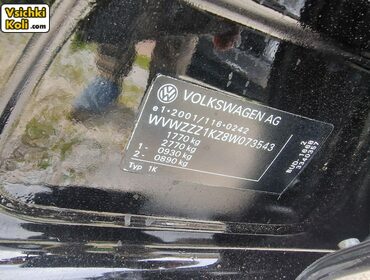 Vsichki
Koli.com
VOLKSWAGEN AG
e1*2001/116*0242
WVWZZZ1KZ8W073543
1770 kg
2770 kg
1- 0930 kg
2- 0890 kg
Typ 1K